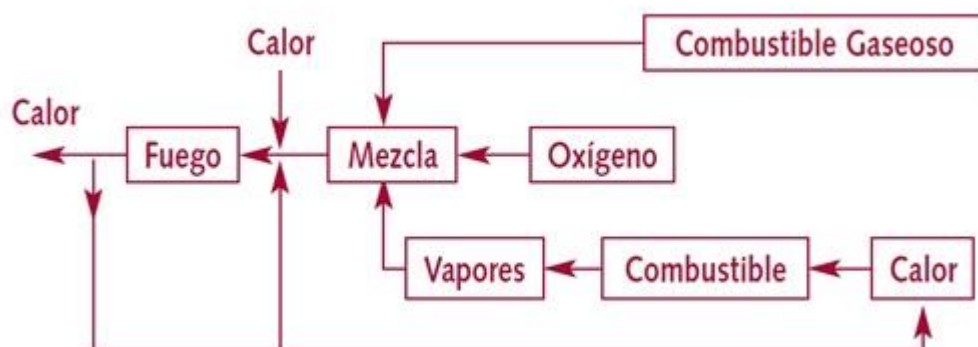 Calor
Combustible Gaseoso
Calor
Fuego
Mezcla
Oxígeno
Vapores
Combustible
Calor